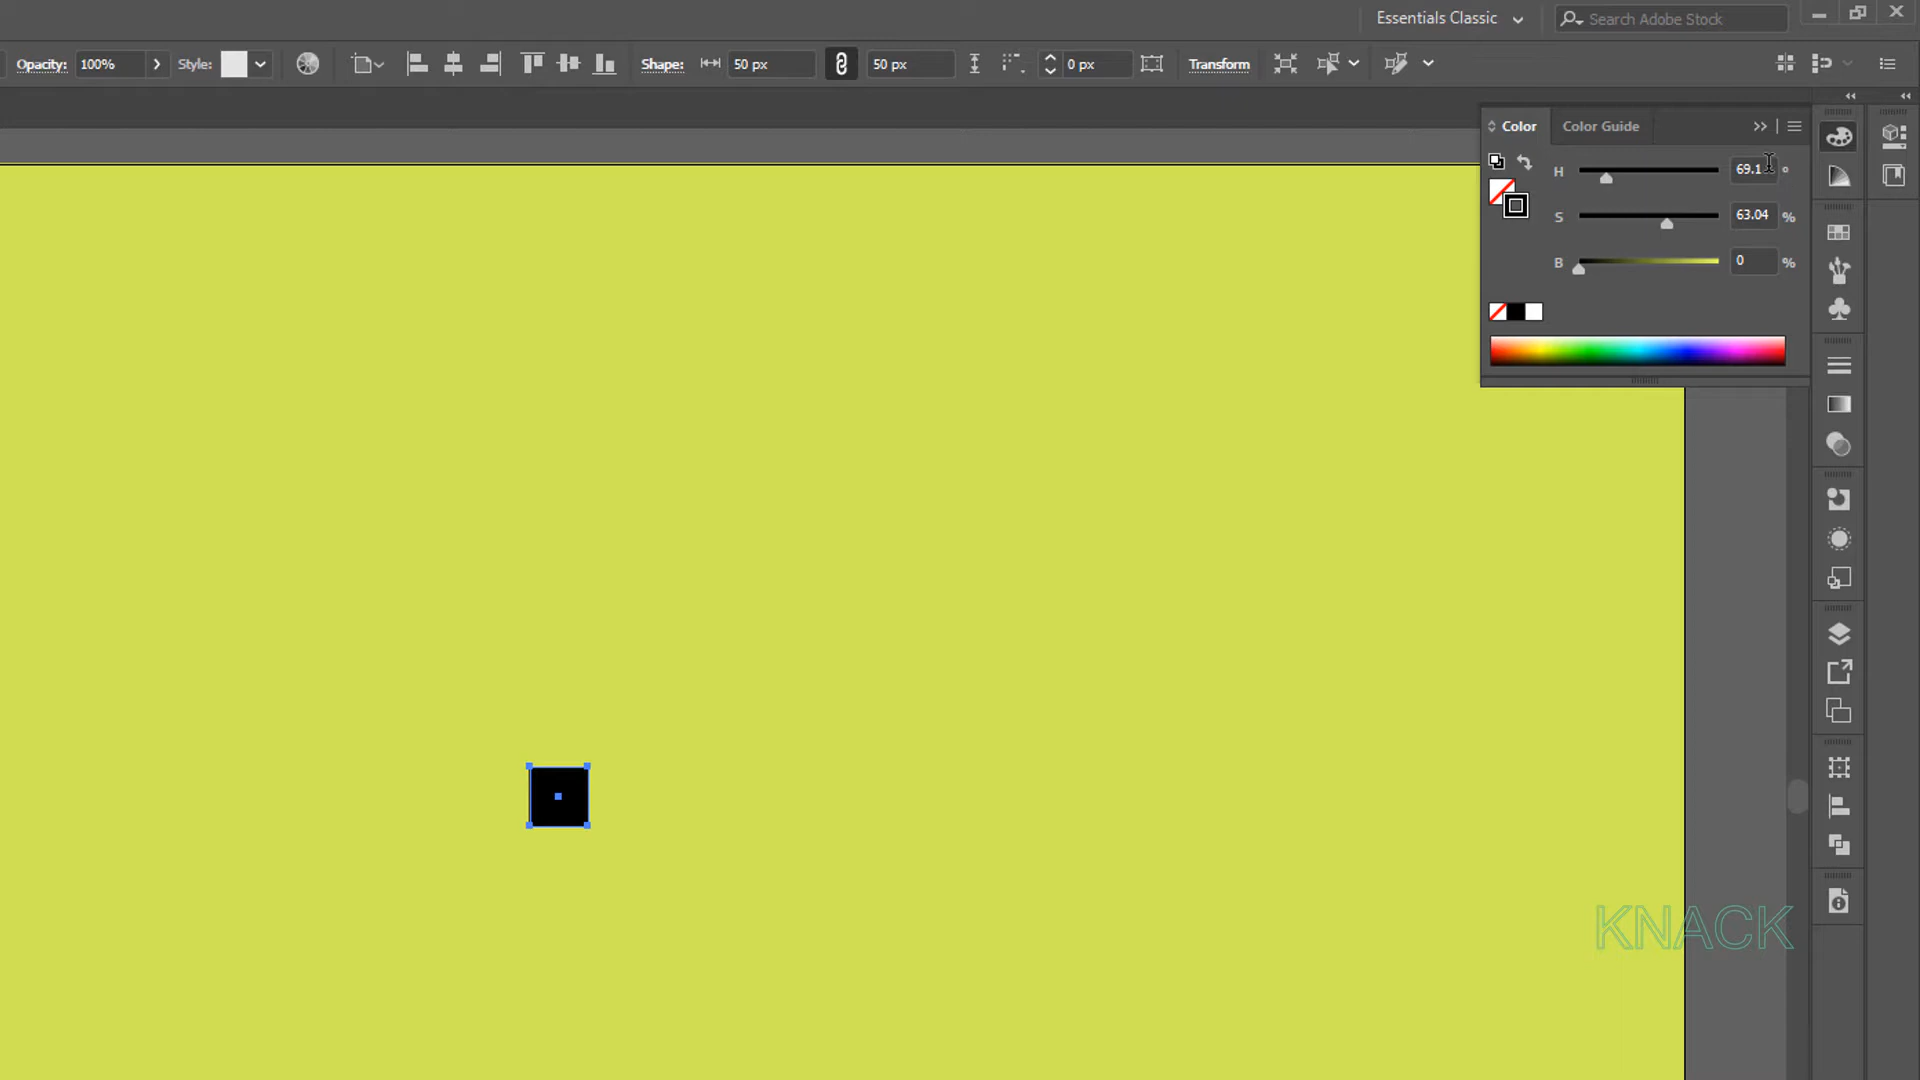 Essentials Classic
Search Adobe Stock
Opacity: 100% Style: Shape: 50 px 50 px 0 px Transform
Color Color Guide
H 69.1 °
S 63.04 %
B 0 %
KNACK